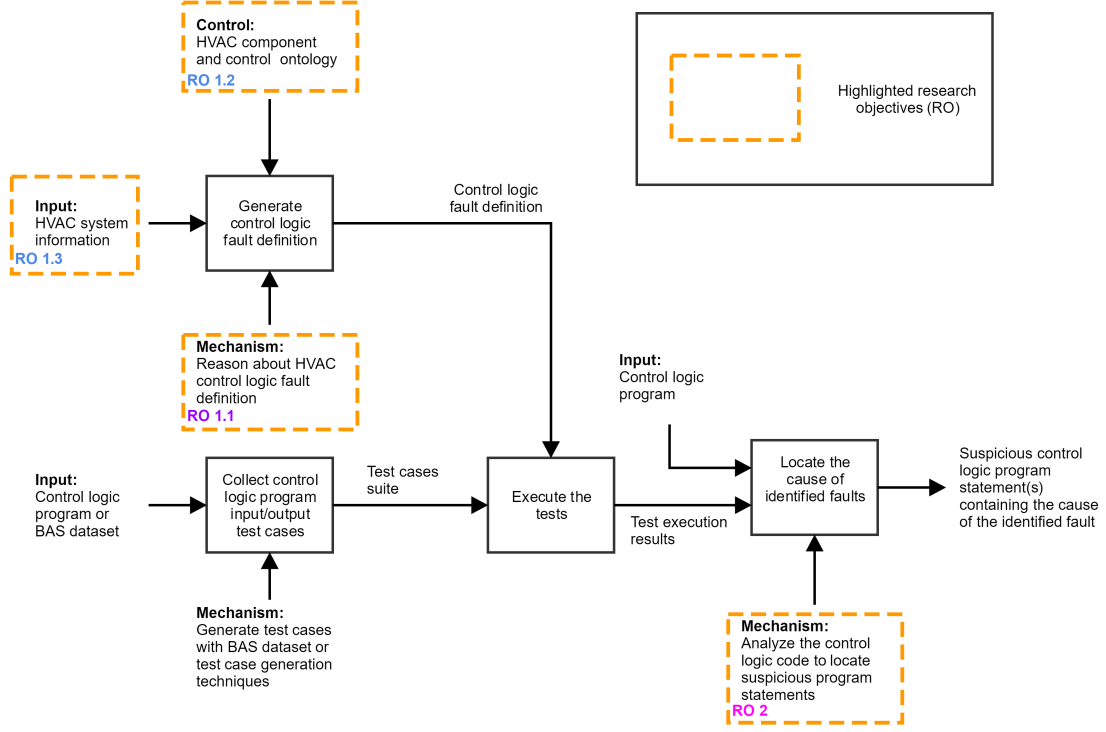 Control:
HVAC component
and control ontology
RO 1.2
Highlighted research
objectives (RO)
Input:
HVAC system
information
RO 1.3
Generate
control logic
fault definition
Control logic
fault definition
Mechanism:
Reason about HVAC
control logic fault
definition
RO 1.1
Input:
Control logic
program
Input:
Control logic
program or
BAS dataset
Collect control
logic program
input/output
test cases
Test cases
suite
Execute the
tests
Test execution
results
Locate the
cause of
identified faults
Suspicious control
logic program
statement(s)
containing the cause
of the identified fault
Mechanism:
Generate test cases
with BAS dataset or
test case generation
techniques
Mechanism:
Analyze the control
logic code to locate
suspicious program
statements
RO 2